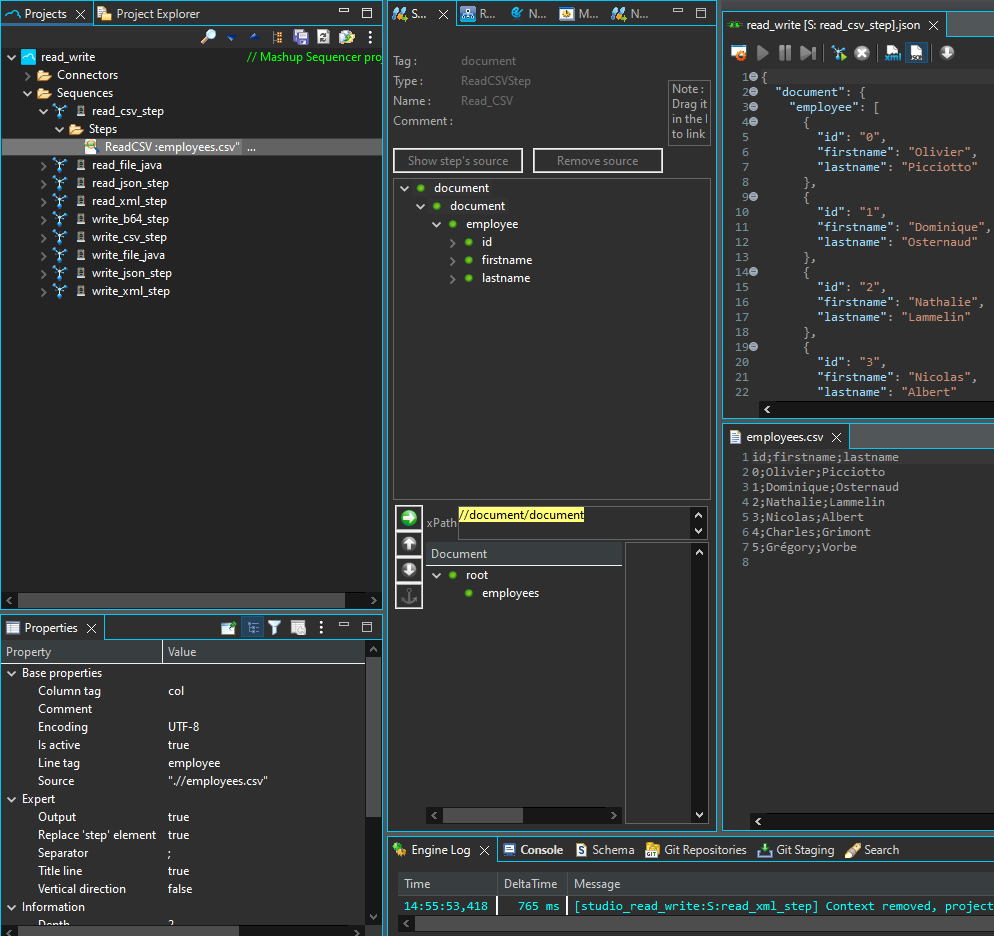 Projects
Project Explorer
read_write
// Mashup Sequencer pro
Connectors
Sequences
read_csv_step
Steps
ReadCSV :employees.csv" ...
read_file_java
read_json_step
read_xml_step
write_b64_step
write_csv_step
write_file_java
write_json_step
write_xml_step
Properties
Property Value
Base properties
Column tag col
Comment
Encoding UTF-8
Is active true
Line tag employee
Source ".//employees.csv"
Expert
Output true
Replace 'step' element true
Separator ;
Title line true
Vertical direction false
Information
Depth 2
S... R... N... M... N...
Tag : document
Type : ReadCSVStep
Name : Read_CSV
Comment :
Note :
Drag it
in the l
to link
Show step's source
Remove source
document
document
employee
id
firstname
lastname
xPath //document/document
Document
root
employees
read_write [S: read_csv_step].json
xml
1 {
2 "document": {
3 "employee": [
4 {
5 "id": "0",
6 "firstname": "Olivier",
7 "lastname": "Picciotto"
8 },
9 {
10 "id": "1",
11 "firstname": "Dominique",
12 "lastname": "Osternaud"
13 },
14 {
15 "id": "2",
16 "firstname": "Nathalie",
17 "lastname": "Lammelin"
18 },
19 {
20 "id": "3",
21 "firstname": "Nicolas",
22 "lastname": "Albert"
employees.csv
1 id;firstname;lastname
2 0;Olivier;Picciotto
3 1;Dominique;Osternaud
4 2;Nathalie;Lammelin
5 3;Nicolas;Albert
6 4;Charles;Grimont
7 5;Grégory;Vorbe
8
Engine Log
Console
Schema
Git Repositories
Git Staging
Search
Time DeltaTime Message
14:55:53,418 765 ms [studio_read_write:S:read_xml_step] Context removed, project